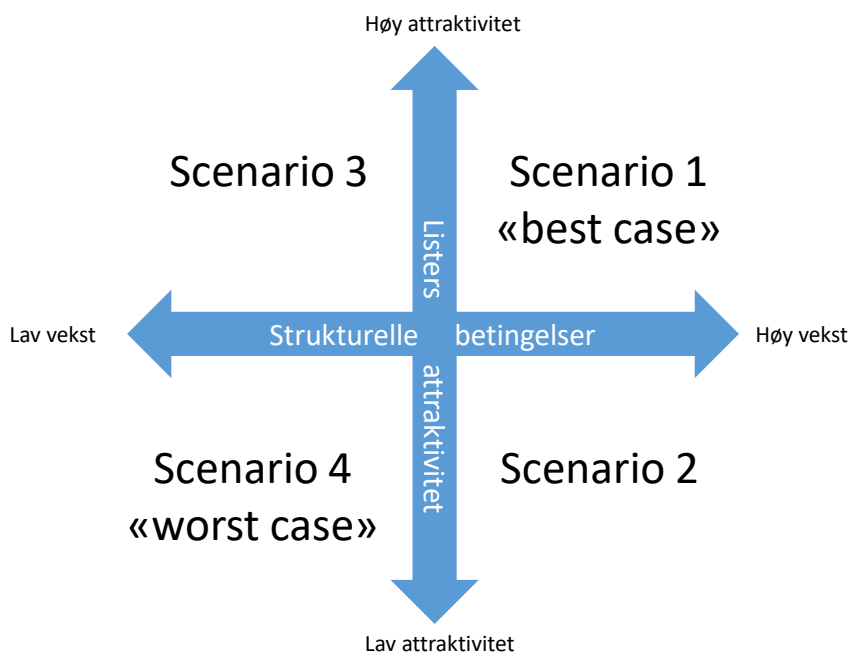 Høy attraktivitet
Scenario 3
Scenario 1
«best case»
Listers attraktivitet
Lav vekst
Strukturelle betingelser
Høy vekst
Scenario 4
«worst case»
Scenario 2
Lav attraktivitet